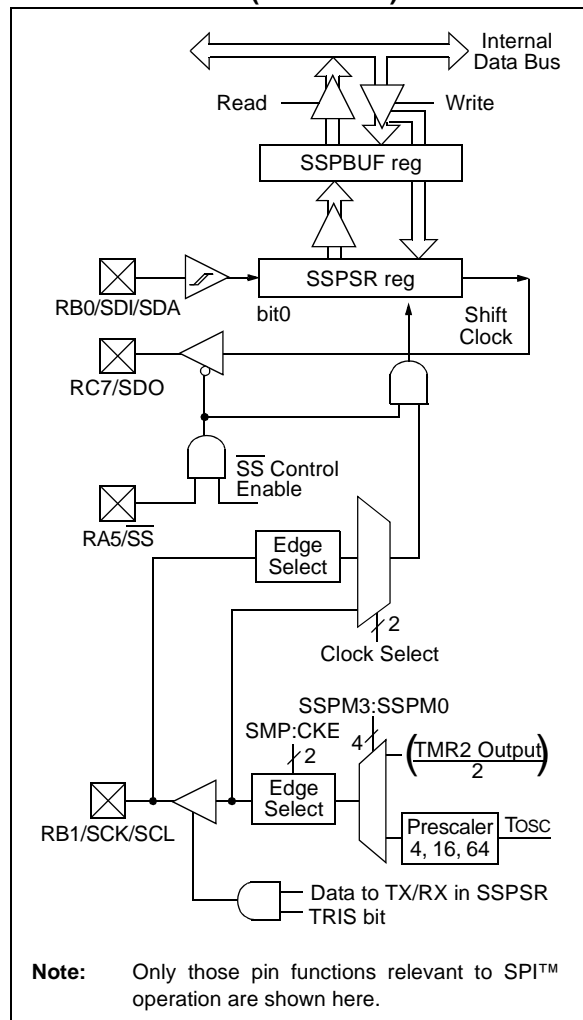 Internal
Data Bus
Read
Write
SSPBUF reg
SSPSR reg
RB0/SDI/SDA
bit0
Shift
Clock
RC7/SDO
SS Control
Enable
RA5/SS
Edge
Select
2
Clock Select
SSPM3:SSPM0
SMP:CKE
4
2
(TMR2 Output)
2
Edge
Select
RB1/SCK/SCL
Prescaler
4, 16, 64
TOSC
Data to TX/RX in SSPSR
TRIS bit
Note: Only those pin functions relevant to SPI™
operation are shown here.